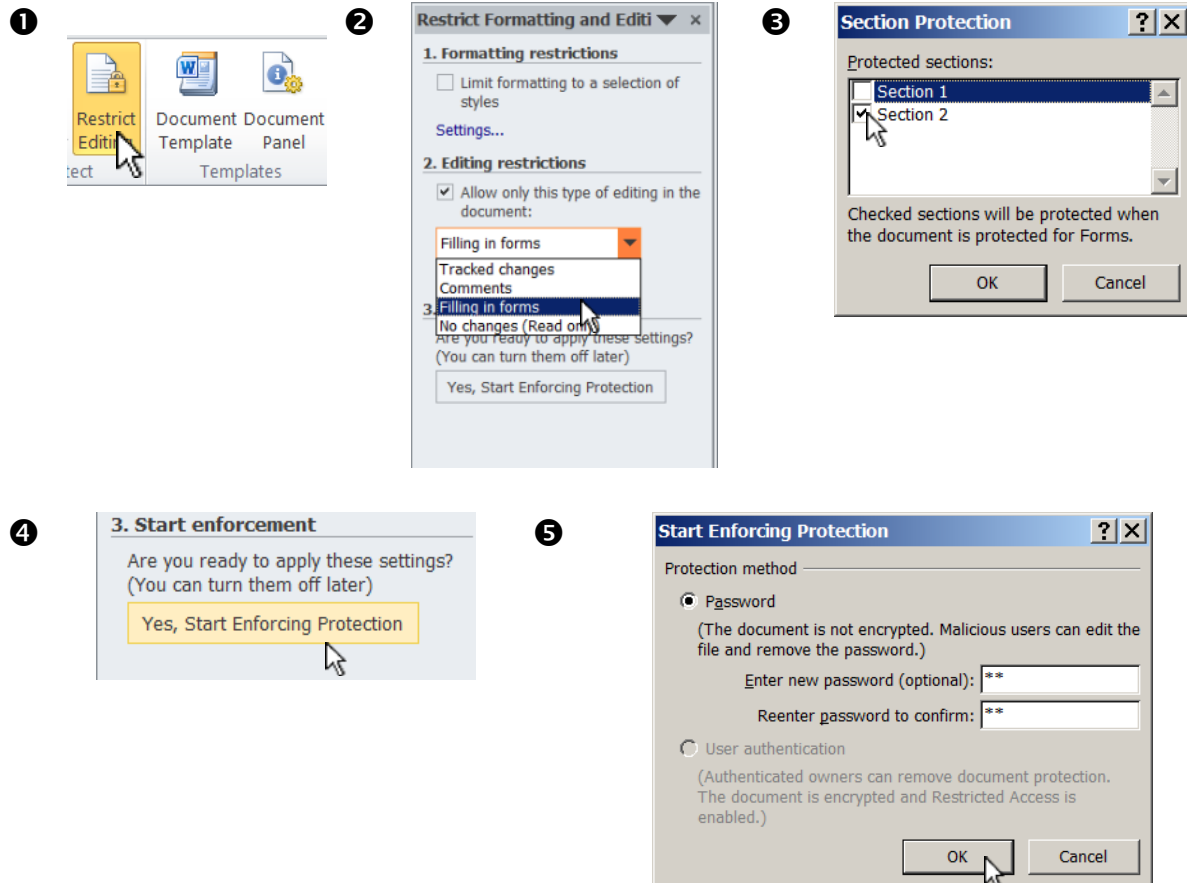 ❶
Restrict
Editing
Document
Template
Document
Panel
tect
Templates
❷
Restrict Formatting and Editi
1. Formatting restrictions
Limit formatting to a selection of
styles
Settings...
2. Editing restrictions
Allow only this type of editing in the
document:
Filling in forms
Tracked changes
Comments
Filling in forms
No changes (Read only)
3.
Are you ready to apply these settings?
(You can turn them off later)
Yes, Start Enforcing Protection
❸
Section Protection
Protected sections:
Section 1
Section 2
Checked sections will be protected when
the document is protected for Forms.
OK
Cancel
❹
3. Start enforcement
Are you ready to apply these settings?
(You can turn them off later)
Yes, Start Enforcing Protection
❺
Start Enforcing Protection
Protection method
Password
(The document is not encrypted. Malicious users can edit the
file and remove the password.)
Enter new password (optional): **
Reenter password to confirm: **
User authentication
(Authenticated owners can remove document protection.
The document is encrypted and Restricted Access is
enabled.)
OK
Cancel